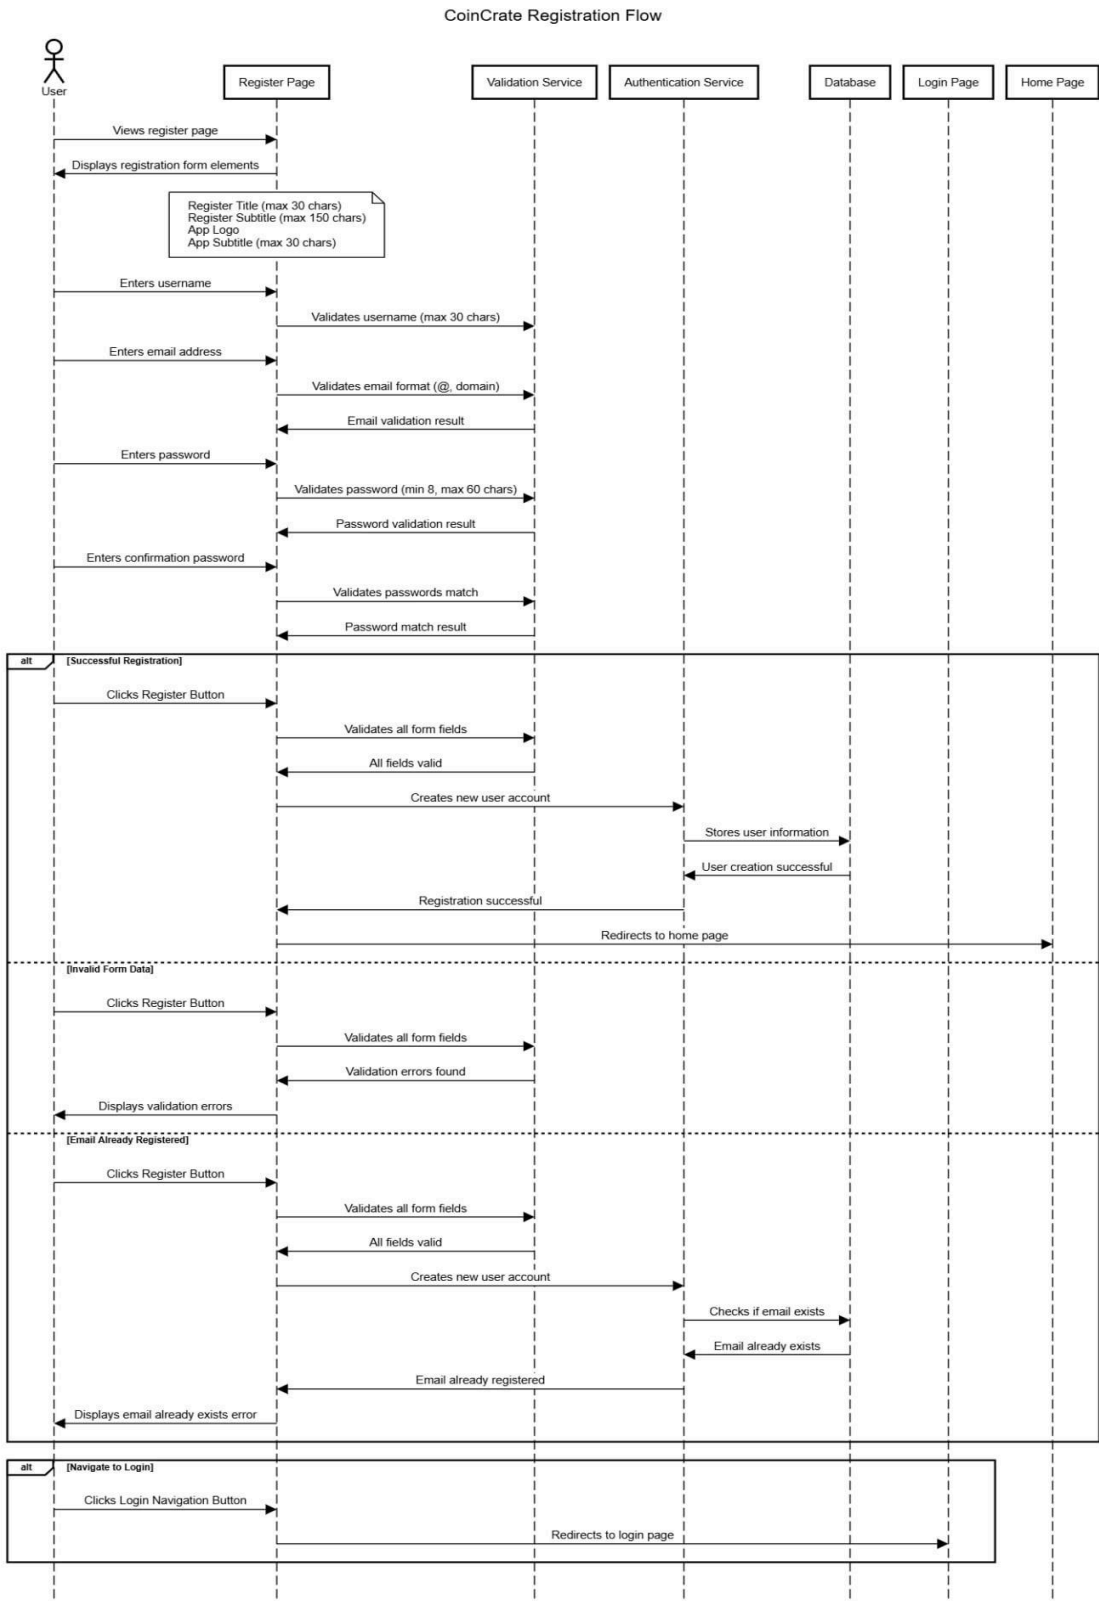 CoinCrate Registration Flow
User
Register Page
Validation Service
Authentication Service
Database
Login Page
Home Page
Views register page
Displays registration form elements
Register Title (max 30 chars)
Register Subtitle (max 150 chars)
App Logo
App Subtitle (max 30 chars)
Enters username
Validates username (max 30 chars)
Enters email address
Validates email format (@, domain)
Email validation result
Enters password
Validates password (min 8, max 60 chars)
Password validation result
Enters confirmation password
Validates passwords match
Password match result
alt [Successful Registration]
Clicks Register Button
Validates all form fields
All fields valid
Creates new user account
Stores user information
User creation successful
Registration successful
Redirects to home page
[Invalid Form Data]
Clicks Register Button
Validates all form fields
Validation errors found
Displays validation errors
[Email Already Registered]
Clicks Register Button
Validates all form fields
All fields valid
Creates new user account
Checks if email exists
Email already exists
Email already registered
Displays email already exists error
alt [Navigate to Login]
Clicks Login Navigation Button
Redirects to login page